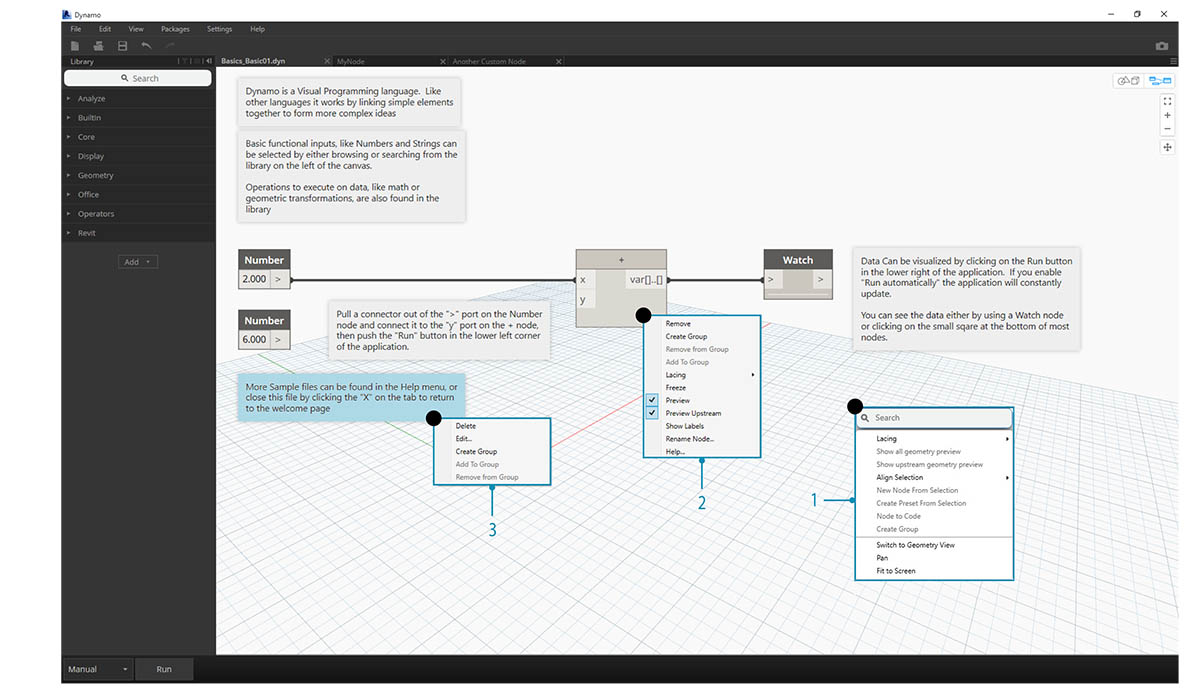 Dynamo
File Edit View Packages Settings Help
Library
Basics_Basic01.dyn
MyNode
Another Custom Node
Search
Analyze
BuiltIn
Core
Display
Geometry
Office
Operators
Revit
Add
Dynamo is a Visual Programming language. Like
other languages it works by linking simple elements
together to form more complex ideas
Basic functional inputs, like Numbers and Strings can
be selected by either browsing or searching from the
library on the left of the canvas.
Operations to execute on data, like math or
geometric transformations, are also found in the
library
Number
2.000 >
Number
6.000 >
+
x var[]..[]
y
Watch
> >
Data Can be visualized by clicking on the Run button
in the lower right of the application. If you enable
"Run automatically" the application will constantly
update.
You can see the data either by using a Watch node
or clicking on the small sqare at the bottom of most
nodes.
Pull a connector out of the ">" port on the Number
node and connect it to the "y" port on the + node,
then push the "Run" button in the lower left corner
of the application.
More Sample files can be found in the Help menu, or
close this file by clicking the "X" on the tab to return
to the welcome page
Delete
Edit...
Create Group
Add To Group
Remove from Group
3
Remove
Create Group
Remove from Group
Add To Group
Lacing
Freeze
Preview
Preview Upstream
Show Labels
Rename Node...
Help...
2
1
Search
Lacing
Show all geometry preview
Show upstream geometry preview
Align Selection
New Node From Selection
Create Preset From Selection
Node to Code
Create Group
Switch to Geometry View
Pan
Fit to Screen
Manual
Run